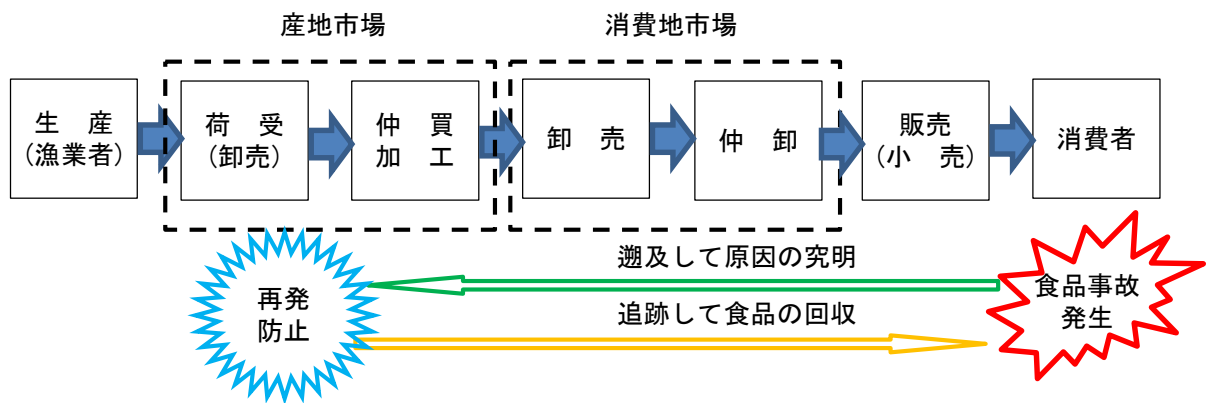 産地市場
消費地市場
生 産
(漁業者)
荷 受
(卸売)
仲 買
加 工
卸 売
仲 卸
販売
(小 売)
消費者
遡及して原因の究明
追跡して食品の回収
再発
防止
食品事故
発生